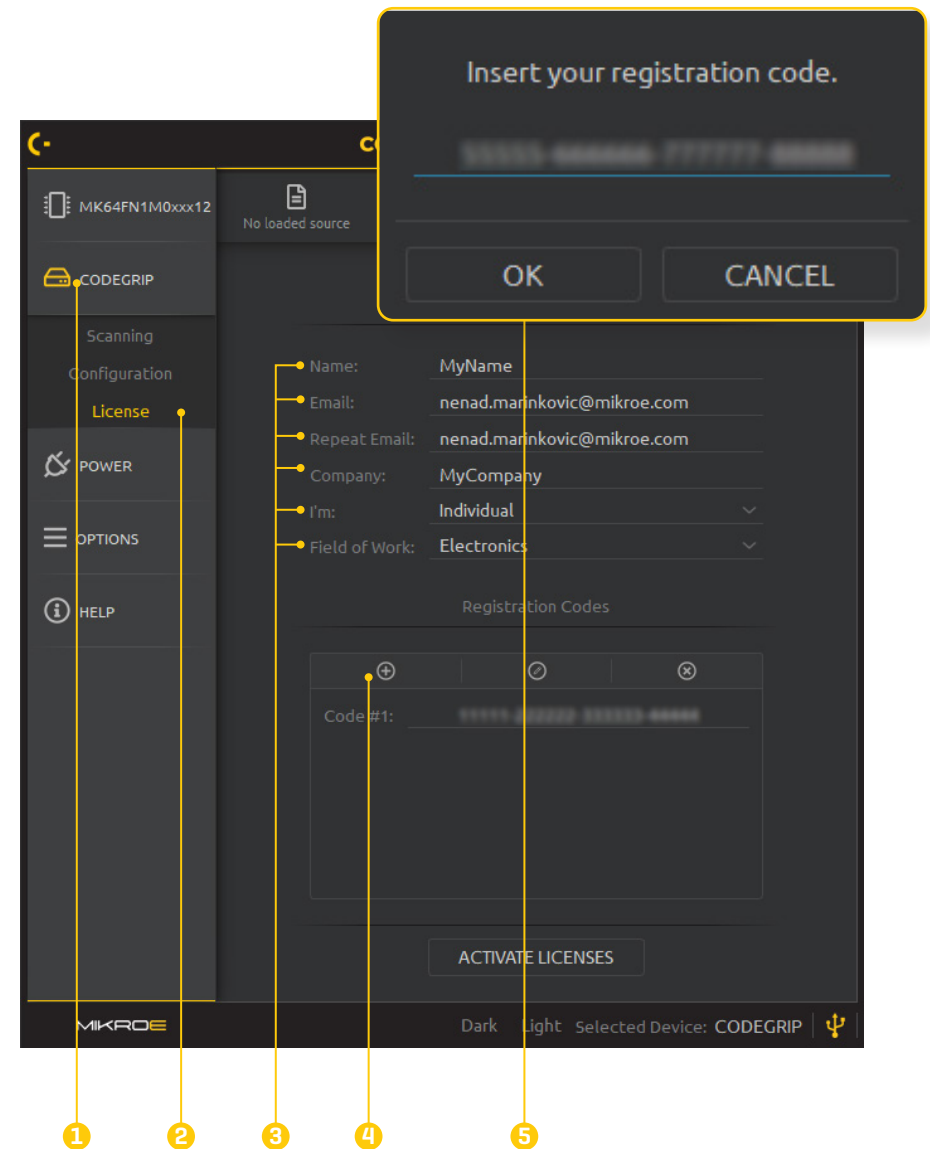 Insert your registration code.
OK
CANCEL
MK64FN1M0xxx12
No loaded source
CODEGRIP
Scanning
Configuration
License
POWER
OPTIONS
HELP
Name: MyName
Email: nenad.marinkovic@mikroe.com
Repeat Email: nenad.marinkovic@mikroe.com
Company: MyCompany
I'm: Individual
Field of Work: Electronics
Registration Codes
Code #1:
ACTIVATE LICENSES
MIKROE
Dark Light Selected Device: CODEGRIP
1 2 3 4 5